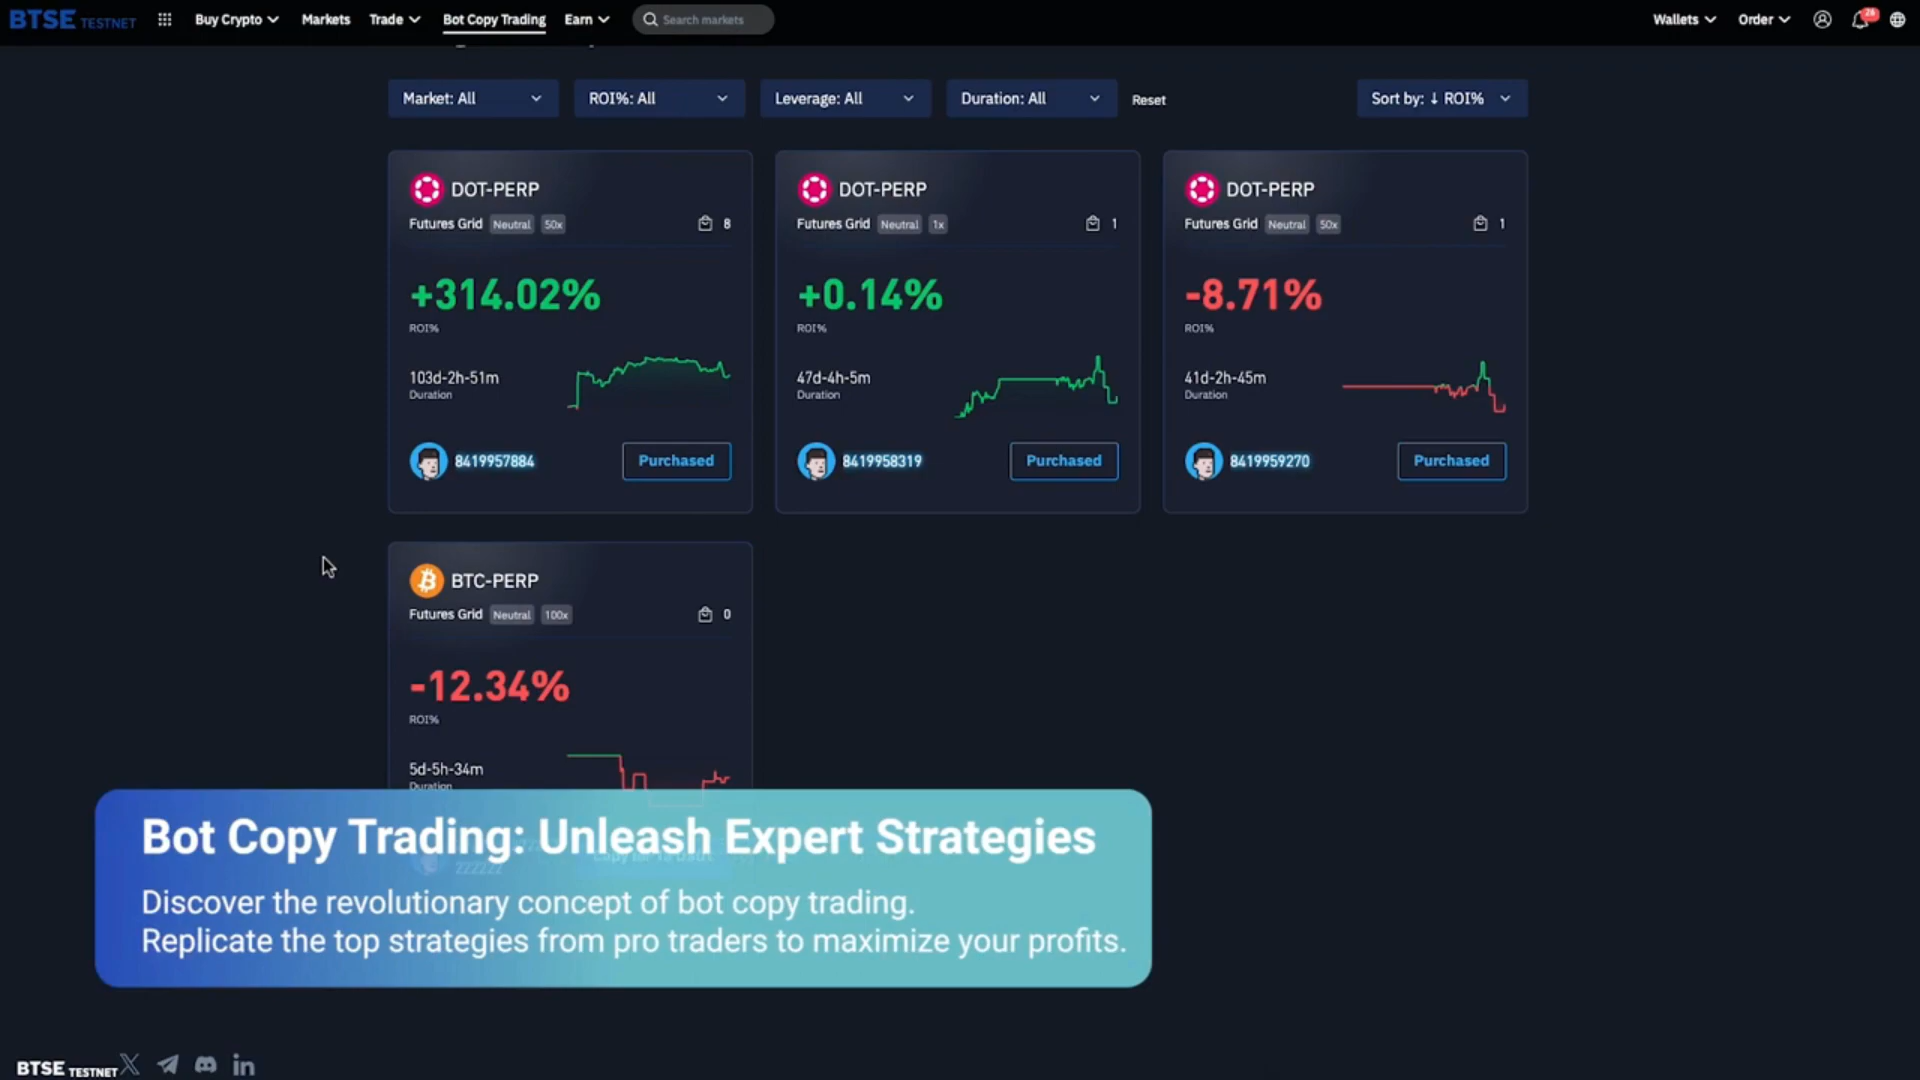 BTSE TESTNET Buy Crypto Markets Trade Bot Copy Trading Earn Search markets Wallets Order 26
Market: All ROI%: All Leverage: All Duration: All Reset Sort by: ↓ ROI%
DOT-PERP
Futures Grid Neutral 50x 8
+314.02%
ROI%
103d-2h-51m
Duration
8419957884 Purchased
DOT-PERP
Futures Grid Neutral 1x 1
+0.14%
ROI%
47d-4h-5m
Duration
8419958319 Purchased
DOT-PERP
Futures Grid Neutral 50x 1
-8.71%
ROI%
41d-2h-45m
Duration
8419959270 Purchased
BTC-PERP
Futures Grid Neutral 100x 0
-12.34%
ROI%
5d-5h-34m
Duration
Bot Copy Trading: Unleash Expert Strategies
Discover the revolutionary concept of bot copy trading.
Replicate the top strategies from pro traders to maximize your profits.
BTSE TESTNET